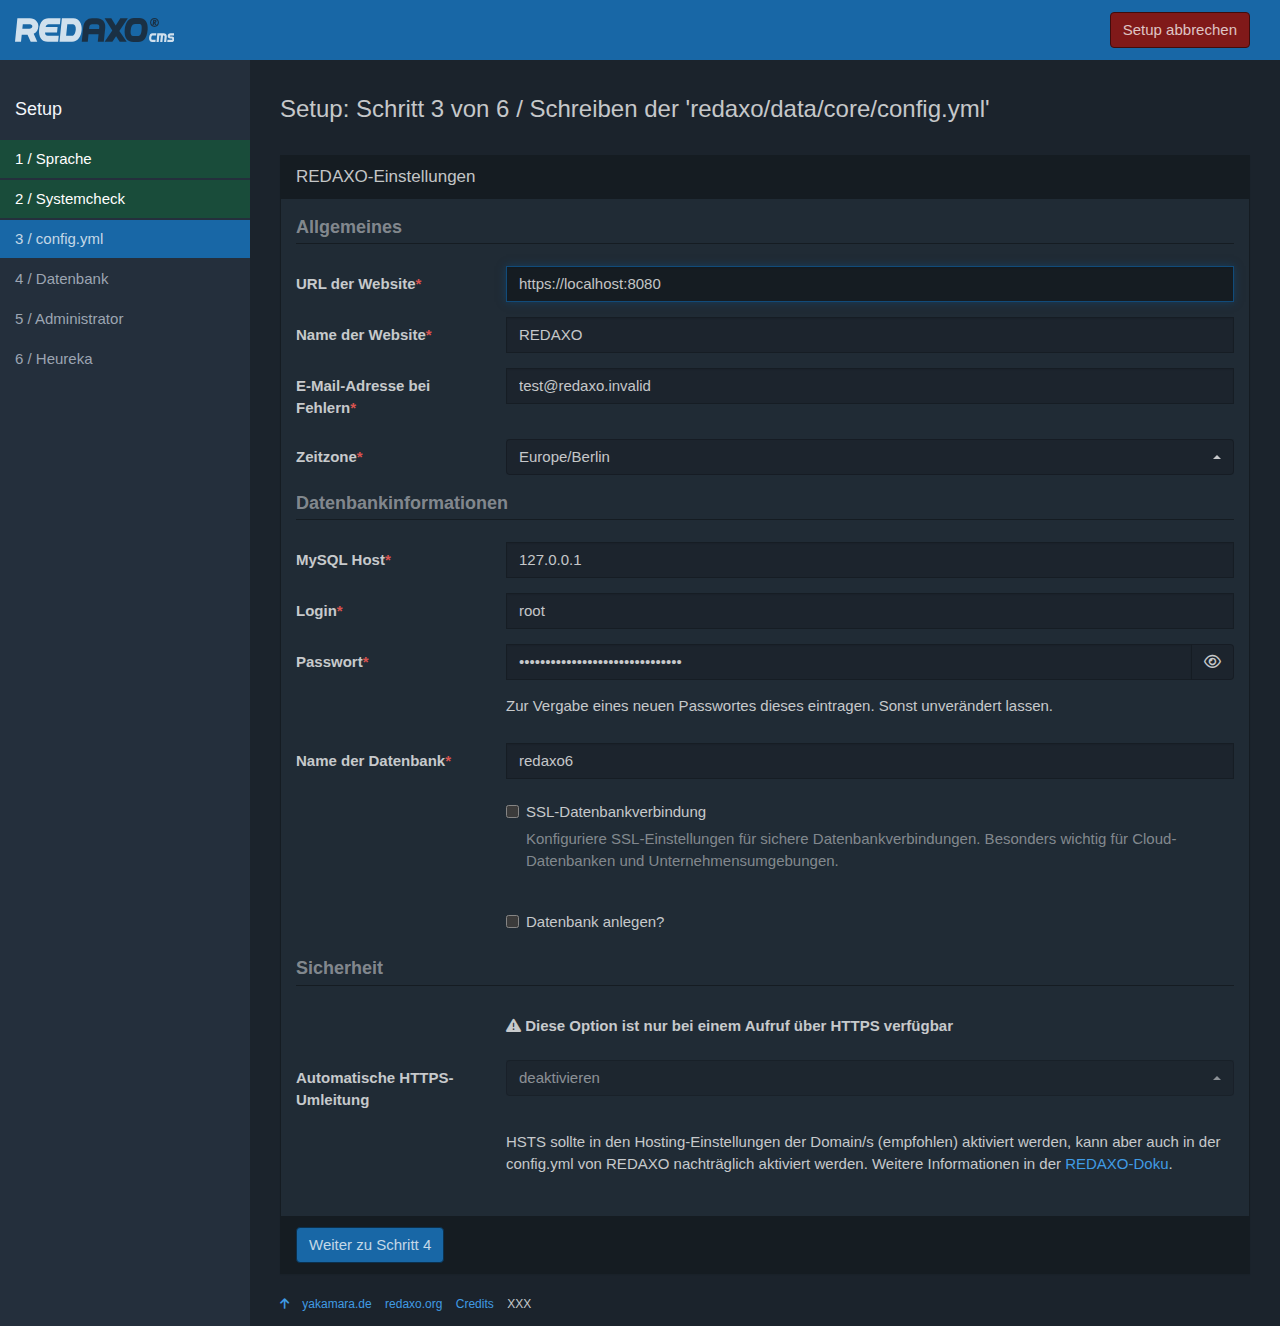 REDAXO® cms
Setup abbrechen
Setup
1 / Sprache
2 / Systemcheck
3 / config.yml
4 / Datenbank
5 / Administrator
6 / Heureka
Setup: Schritt 3 von 6 / Schreiben der 'redaxo/data/core/config.yml'
REDAXO-Einstellungen
Allgemeines
URL der Website*
https://localhost:8080
Name der Website*
REDAXO
E-Mail-Adresse bei
Fehlern*
test@redaxo.invalid
Zeitzone*
Europe/Berlin
Datenbankinformationen
MySQL Host*
127.0.0.1
Login*
root
Passwort*
•••••••••••••••••••••••••••••••
Zur Vergabe eines neuen Passwortes dieses eintragen. Sonst unverändert lassen.
Name der Datenbank*
redaxo6
SSL-Datenbankverbindung
Konfiguriere SSL-Einstellungen für sichere Datenbankverbindungen. Besonders wichtig für Cloud-
Datenbanken und Unternehmensumgebungen.
Datenbank anlegen?
Sicherheit
Diese Option ist nur bei einem Aufruf über HTTPS verfügbar
Automatische HTTPS-
Umleitung
deaktivieren
HSTS sollte in den Hosting-Einstellungen der Domain/s (empfohlen) aktiviert werden, kann aber auch in der
config.yml von REDAXO nachträglich aktiviert werden. Weitere Informationen in der REDAXO-Doku.
Weiter zu Schritt 4
yakamara.de redaxo.org Credits XXX